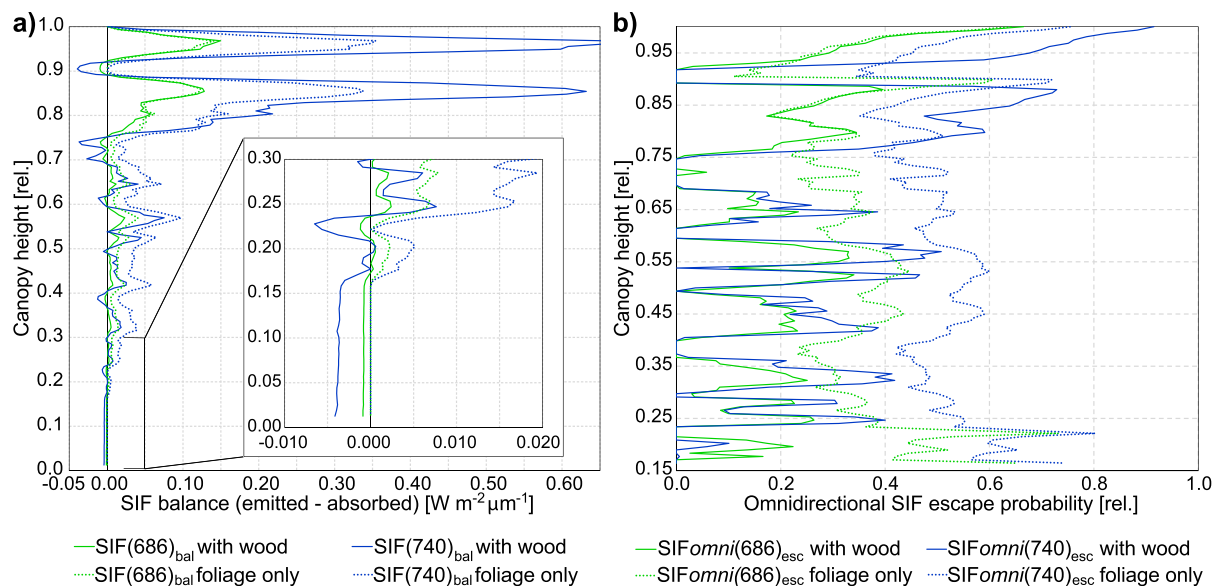 a)
1.0
0.9
0.8
0.7
0.6
0.5
0.4
0.3
0.2
0.1
0.0
Canopy height [rel.]
-0.05 0.00 0.10 0.20 0.30 0.40 0.50 0.60
SIF balance (emitted - absorbed) [W m⁻² µm⁻¹]
0.30
0.25
0.20
0.15
0.10
0.05
0.00
-0.010 0.000 0.010 0.020
SIF(686)bal with wood
SIF(740)bal with wood
SIF(686)bal foliage only
SIF(740)bal foliage only
b)
0.95
0.85
0.75
0.65
0.55
0.45
0.35
0.25
0.15
Canopy height [rel.]
0.0 0.2 0.4 0.6 0.8 1.0
Omnidirectional SIF escape probability [rel.]
SIFomni(686)esc with wood
SIFomni(740)esc with wood
SIFomni(686)esc foliage only
SIFomni(740)esc foliage only